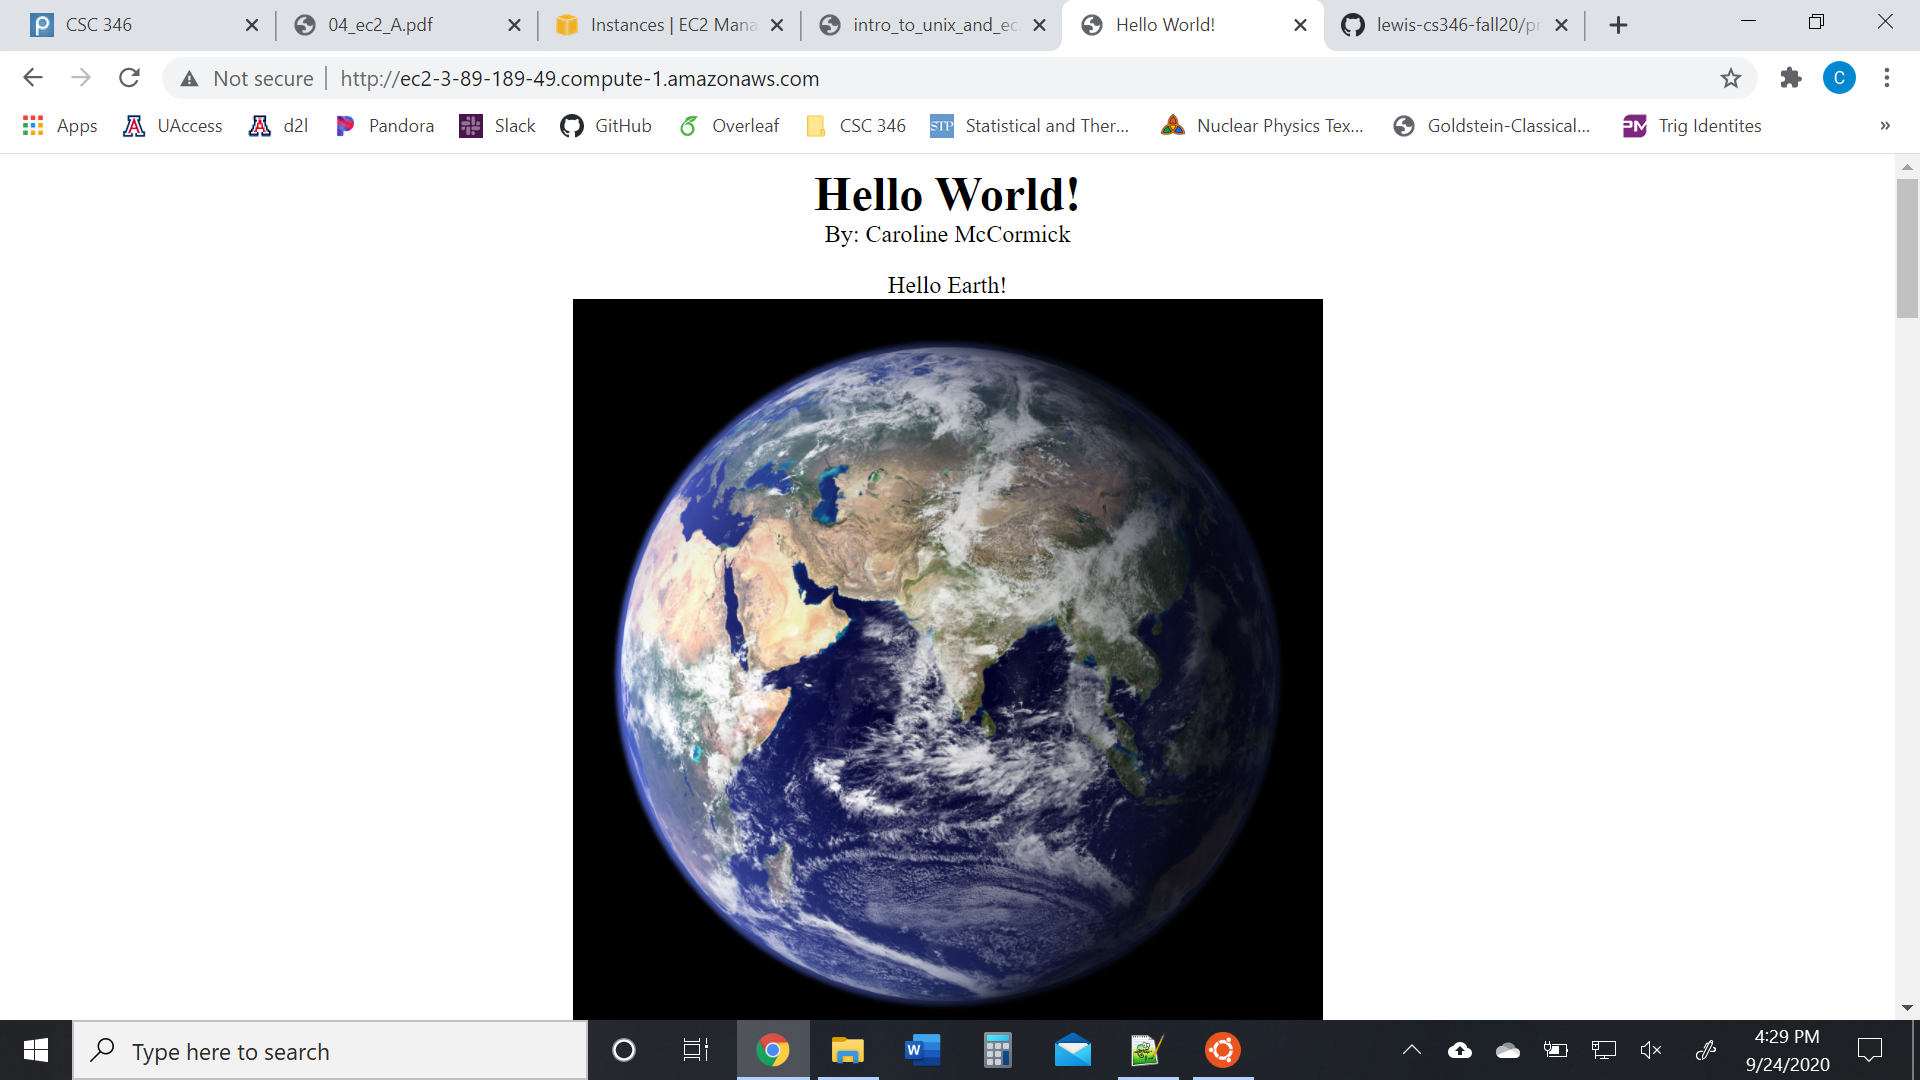 CSC 346
04_ec2_A.pdf
Instances | EC2 Mana
intro_to_unix_and_ec
Hello World!
lewis-cs346-fall20/pr
Not secure
http://ec2-3-89-189-49.compute-1.amazonaws.com
C
Apps
UAccess
d2l
Pandora
Slack
GitHub
Overleaf
CSC 346
STP
Statistical and Ther...
Nuclear Physics Tex...
Goldstein-Classical...
PM
Trig Identites
»
Hello World!
By: Caroline McCormick
Hello Earth!
Type here to search
W
4:29 PM
9/24/2020